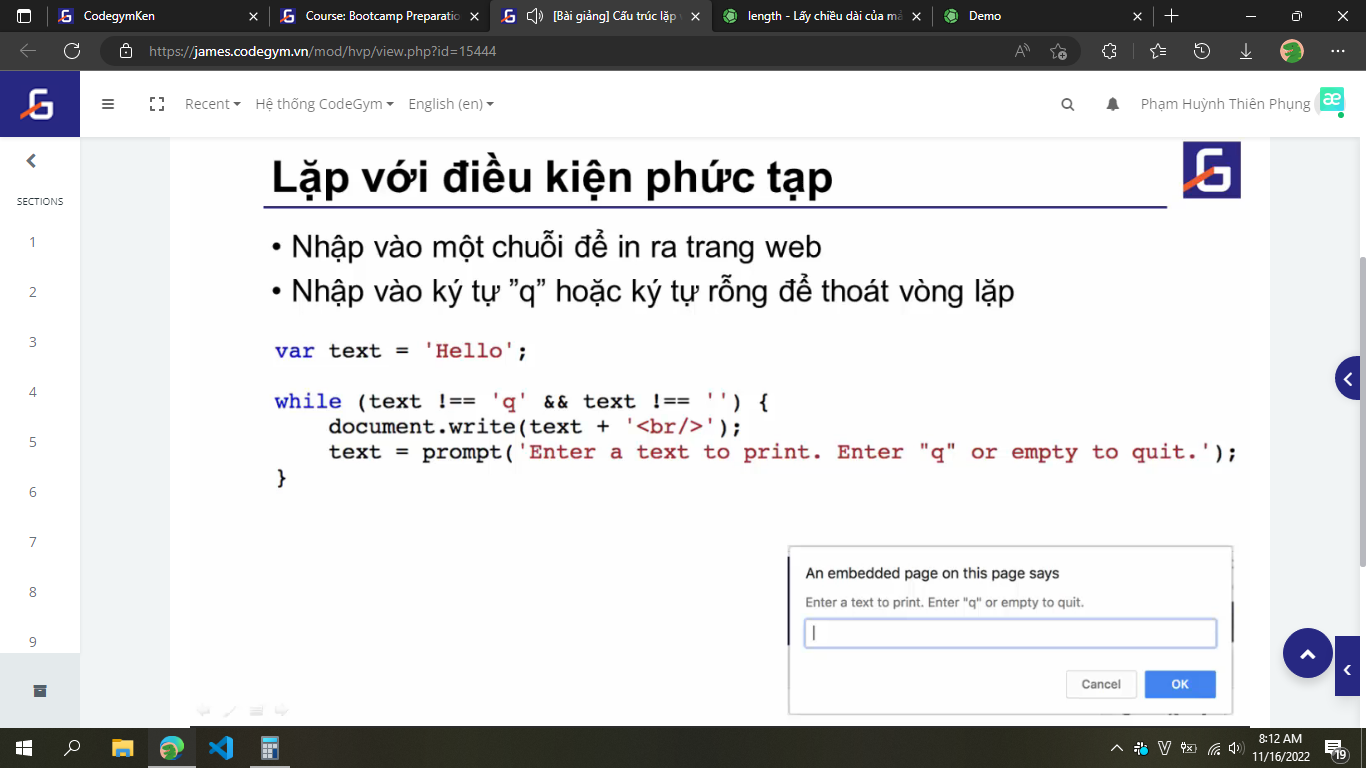 CodegymKen
Course: Bootcamp Preparatio
[Bài giảng] Cấu trúc lặp v
length - Lấy chiều dài của mả
Demo
https://james.codegym.vn/mod/hvp/view.php?id=15444
Recent
Hệ thống CodeGym
English (en)
Phạm Huỳnh Thiên Phụng
æ
SECTIONS
1
2
3
4
5
6
7
8
9
Lặp với điều kiện phức tạp
• Nhập vào một chuỗi để in ra trang web
• Nhập vào ký tự ”q” hoặc ký tự rỗng để thoát vòng lặp
var text = 'Hello';
while (text !== 'q' && text !== '') {
document.write(text + '<br/>');
text = prompt('Enter a text to print. Enter "q" or empty to quit.');
}
An embedded page on this page says
Enter a text to print. Enter "q" or empty to quit.
Cancel
OK
8:12 AM
11/16/2022
19